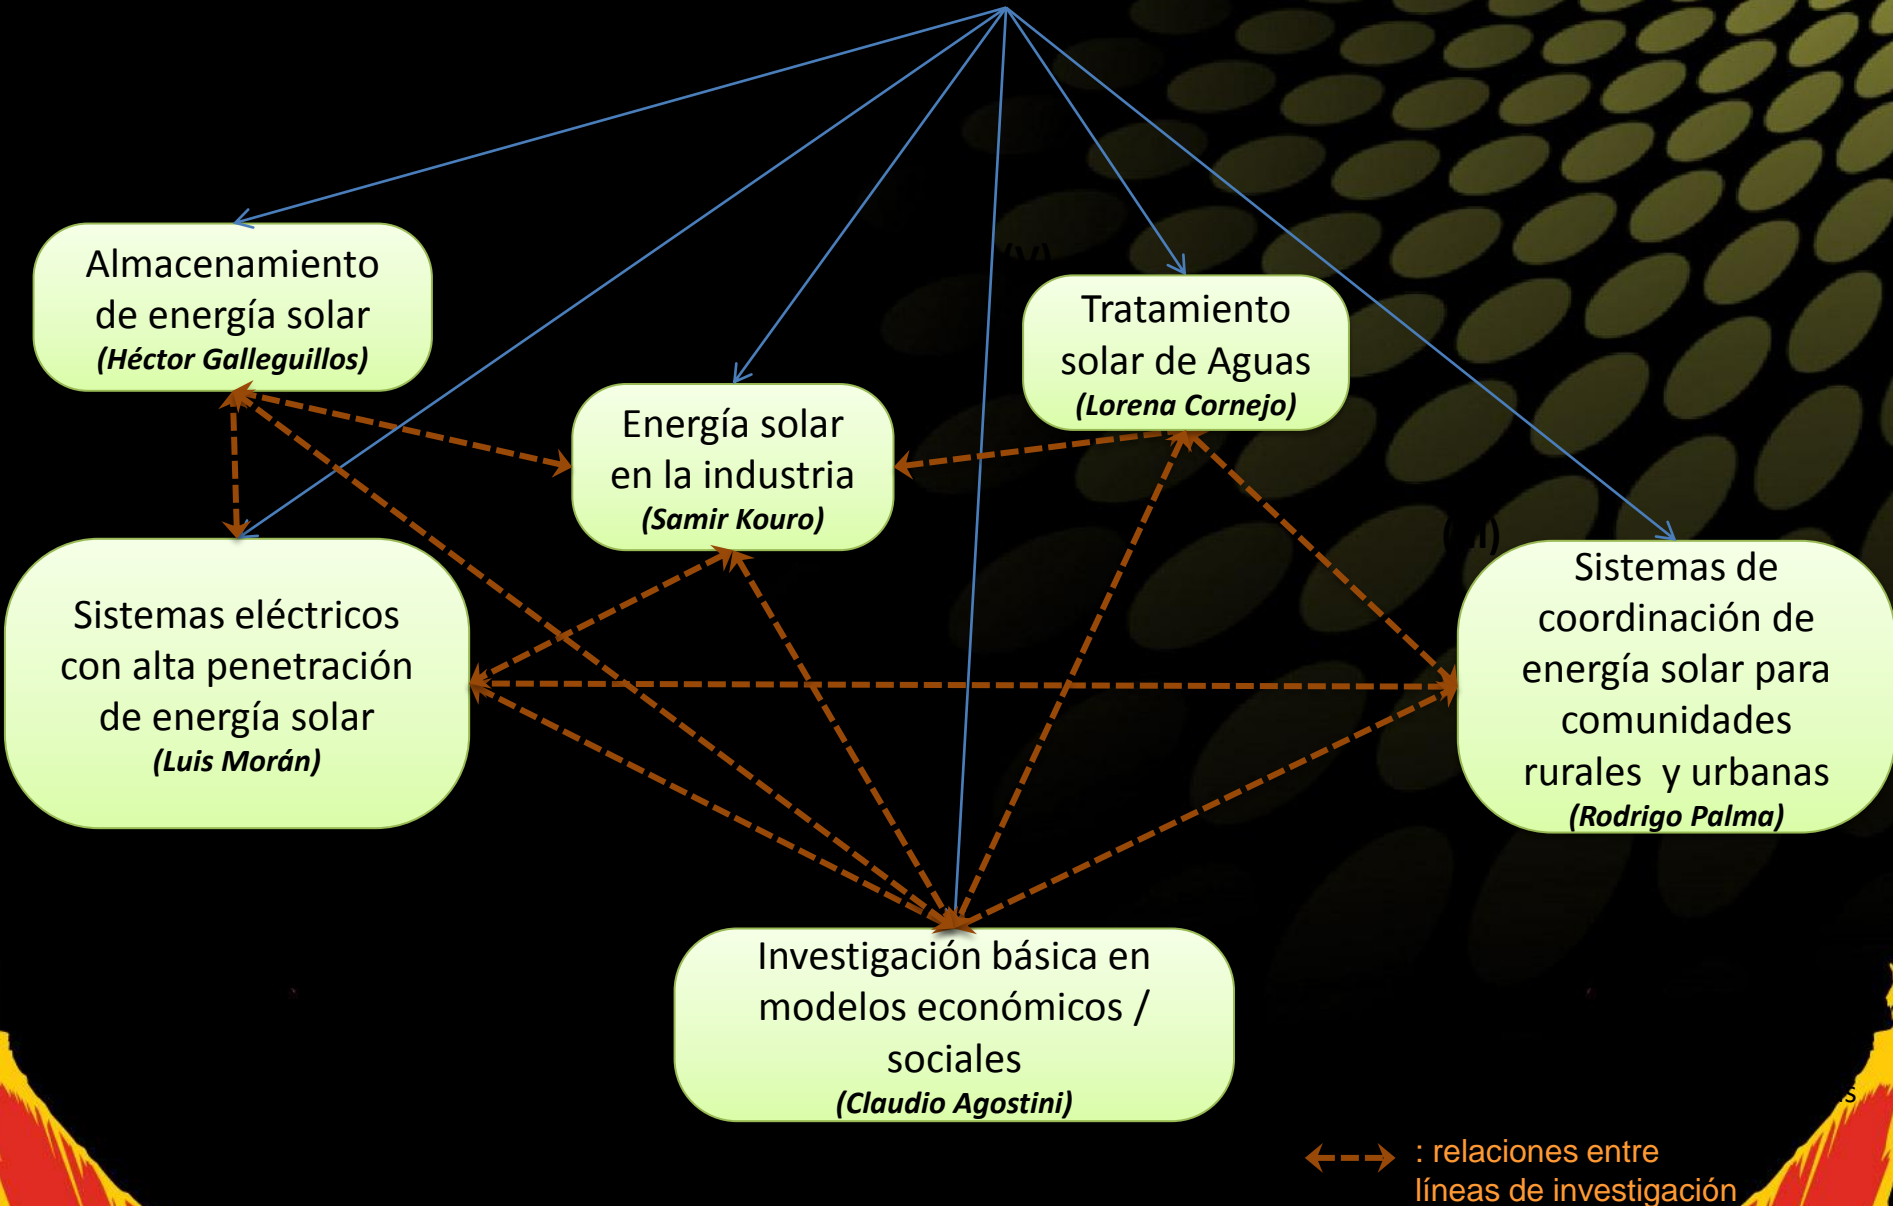 Almacenamiento
de energía solar
(Héctor Galleguillos)
Tratamiento
solar de Aguas
(Lorena Cornejo)
Energía solar
en la industria
(Samir Kouro)
Sistemas eléctricos
con alta penetración
de energía solar
(Luis Morán)
Sistemas de
coordinación de
energía solar para
comunidades
rurales y urbanas
(Rodrigo Palma)
Investigación básica en
modelos económicos /
sociales
(Claudio Agostini)
: relaciones entre
líneas de investigación